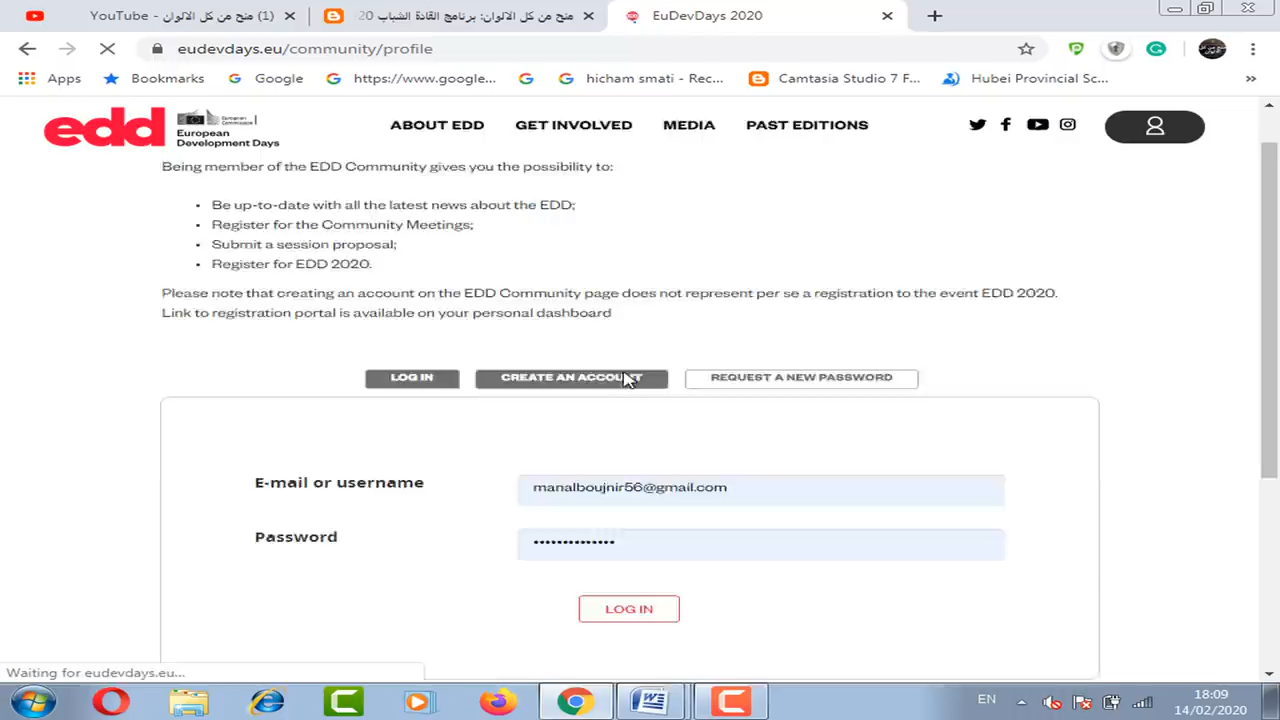 (1) منح من كل الالوان - YouTube
منح من كل الالوان: برنامج القادة الشباب 20
EuDevDays 2020
eudevdays.eu/community/profile
Apps
Bookmarks
Google
https://www.google...
hicham smati - Rec...
Camtasia Studio 7 F...
Hubei Provincial Sc...
»
edd
European
Commission
European
Development Days
ABOUT EDD
GET INVOLVED
MEDIA
PAST EDITIONS
Being member of the EDD Community gives you the possibility to:
• Be up-to-date with all the latest news about the EDD;
• Register for the Community Meetings;
• Submit a session proposal;
• Register for EDD 2020.
Please note that creating an account on the EDD Community page does not represent per se a registration to the event EDD 2020.
Link to registration portal is available on your personal dashboard
LOG IN
CREATE AN ACCOUNT
REQUEST A NEW PASSWORD
E-mail or username
manalboujnir56@gmail.com
Password
••••••••••••••
LOG IN
Waiting for eudevdays.eu...
EN
18:09
14/02/2020